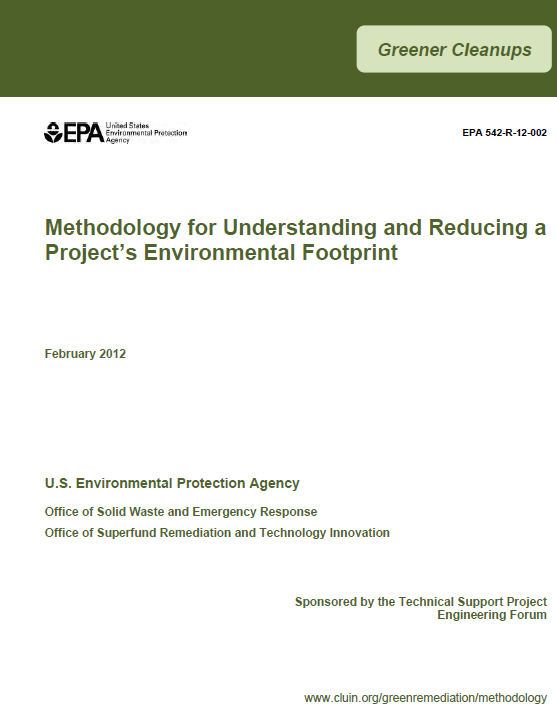 Greener Cleanups
EPA
United States
Environmental Protection
Agency
EPA 542-R-12-002
Methodology for Understanding and Reducing a
Project's Environmental Footprint
February 2012
U.S. Environmental Protection Agency
Office of Solid Waste and Emergency Response
Office of Superfund Remediation and Technology Innovation
Sponsored by the Technical Support Project
Engineering Forum
www.cluin.org/greenremediation/methodology